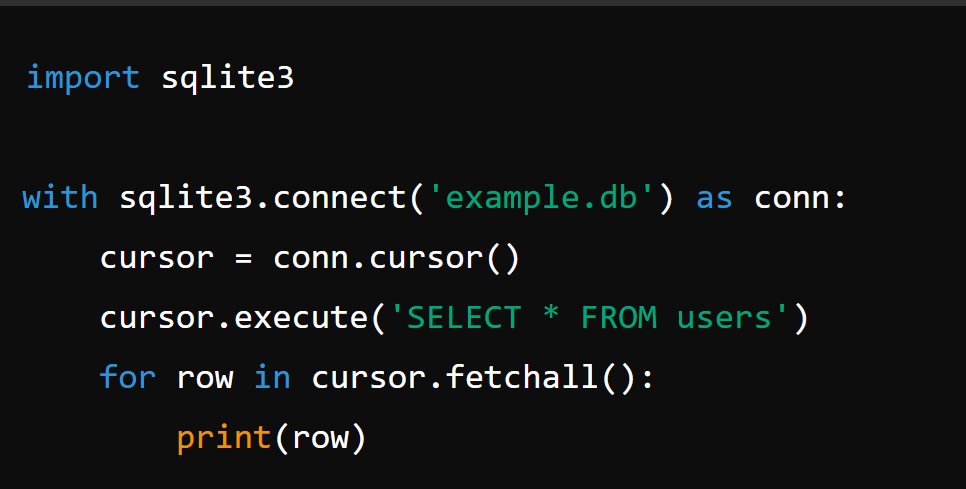 import sqlite3

with sqlite3.connect('example.db') as conn:
    cursor = conn.cursor()
    cursor.execute('SELECT * FROM users')
    for row in cursor.fetchall():
        print(row)